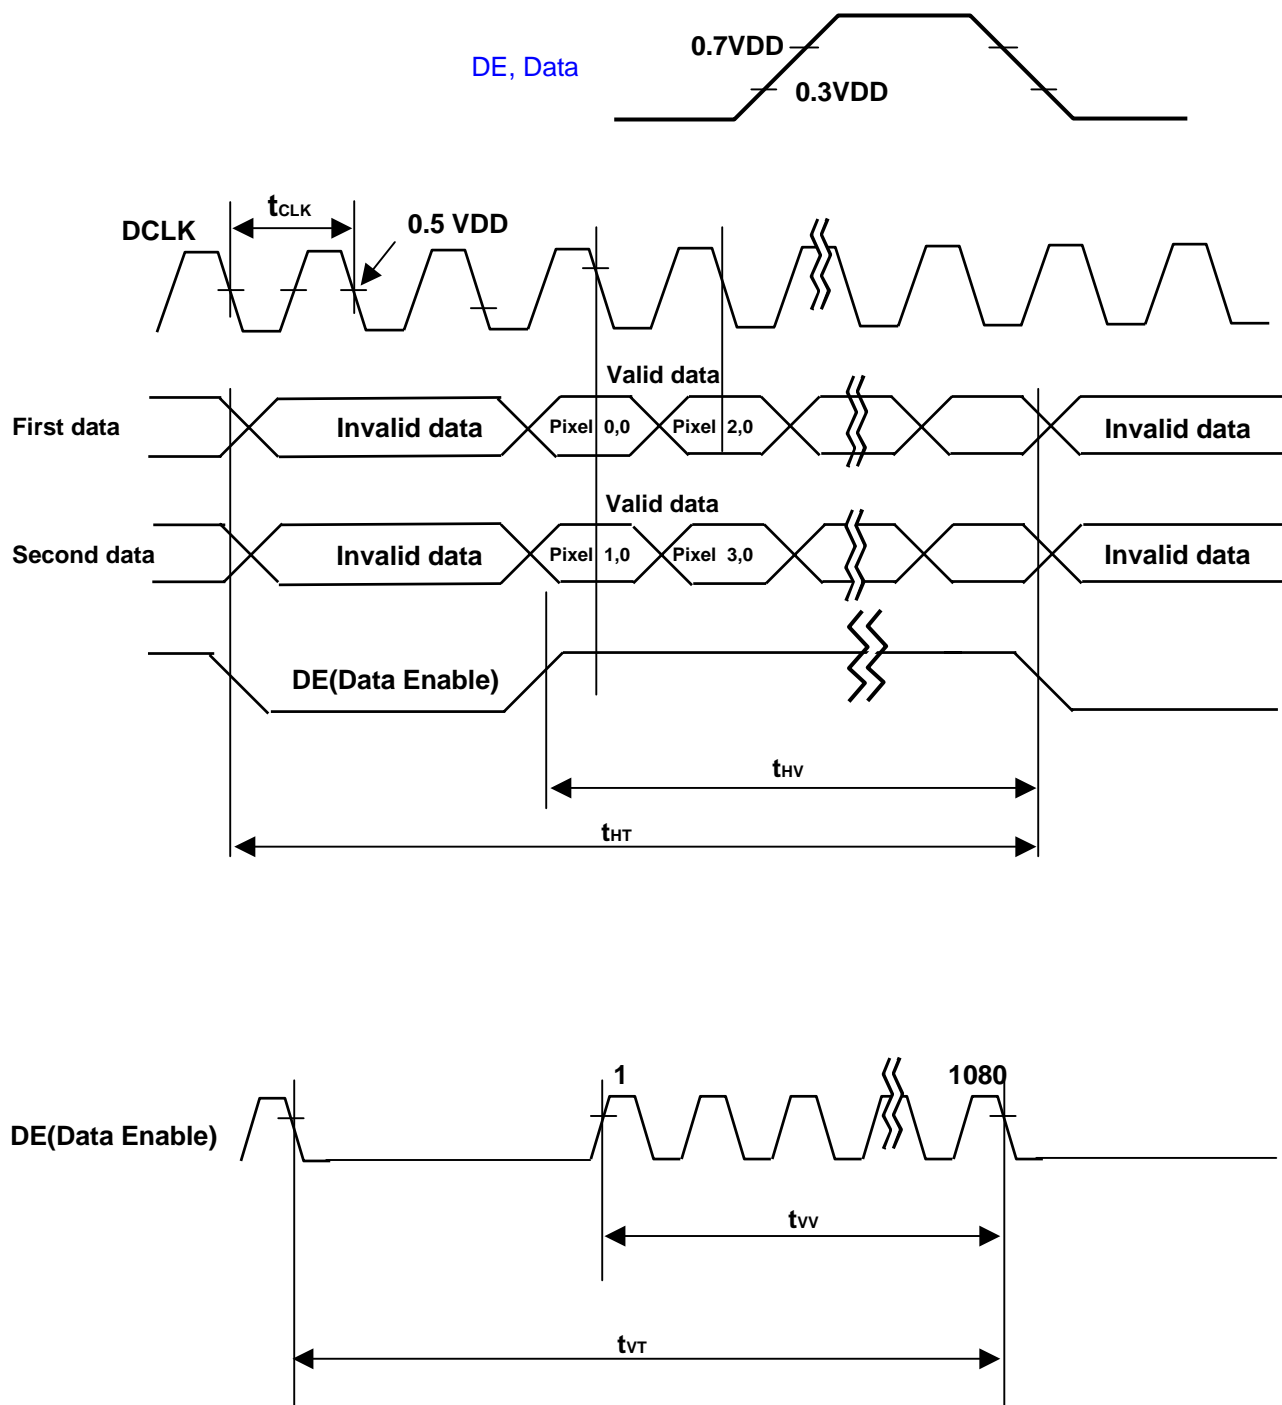 0.7VDD
DE, Data
0.3VDD
tCLK
0.5 VDD
DCLK
Valid data
First data
Invalid data
Pixel 0,0
Pixel 2,0
Invalid data
Valid data
Second data
Invalid data
Pixel 1,0
Pixel 3,0
Invalid data
DE(Data Enable)
tHV
tHT
1
1080
DE(Data Enable)
tVV
tVT